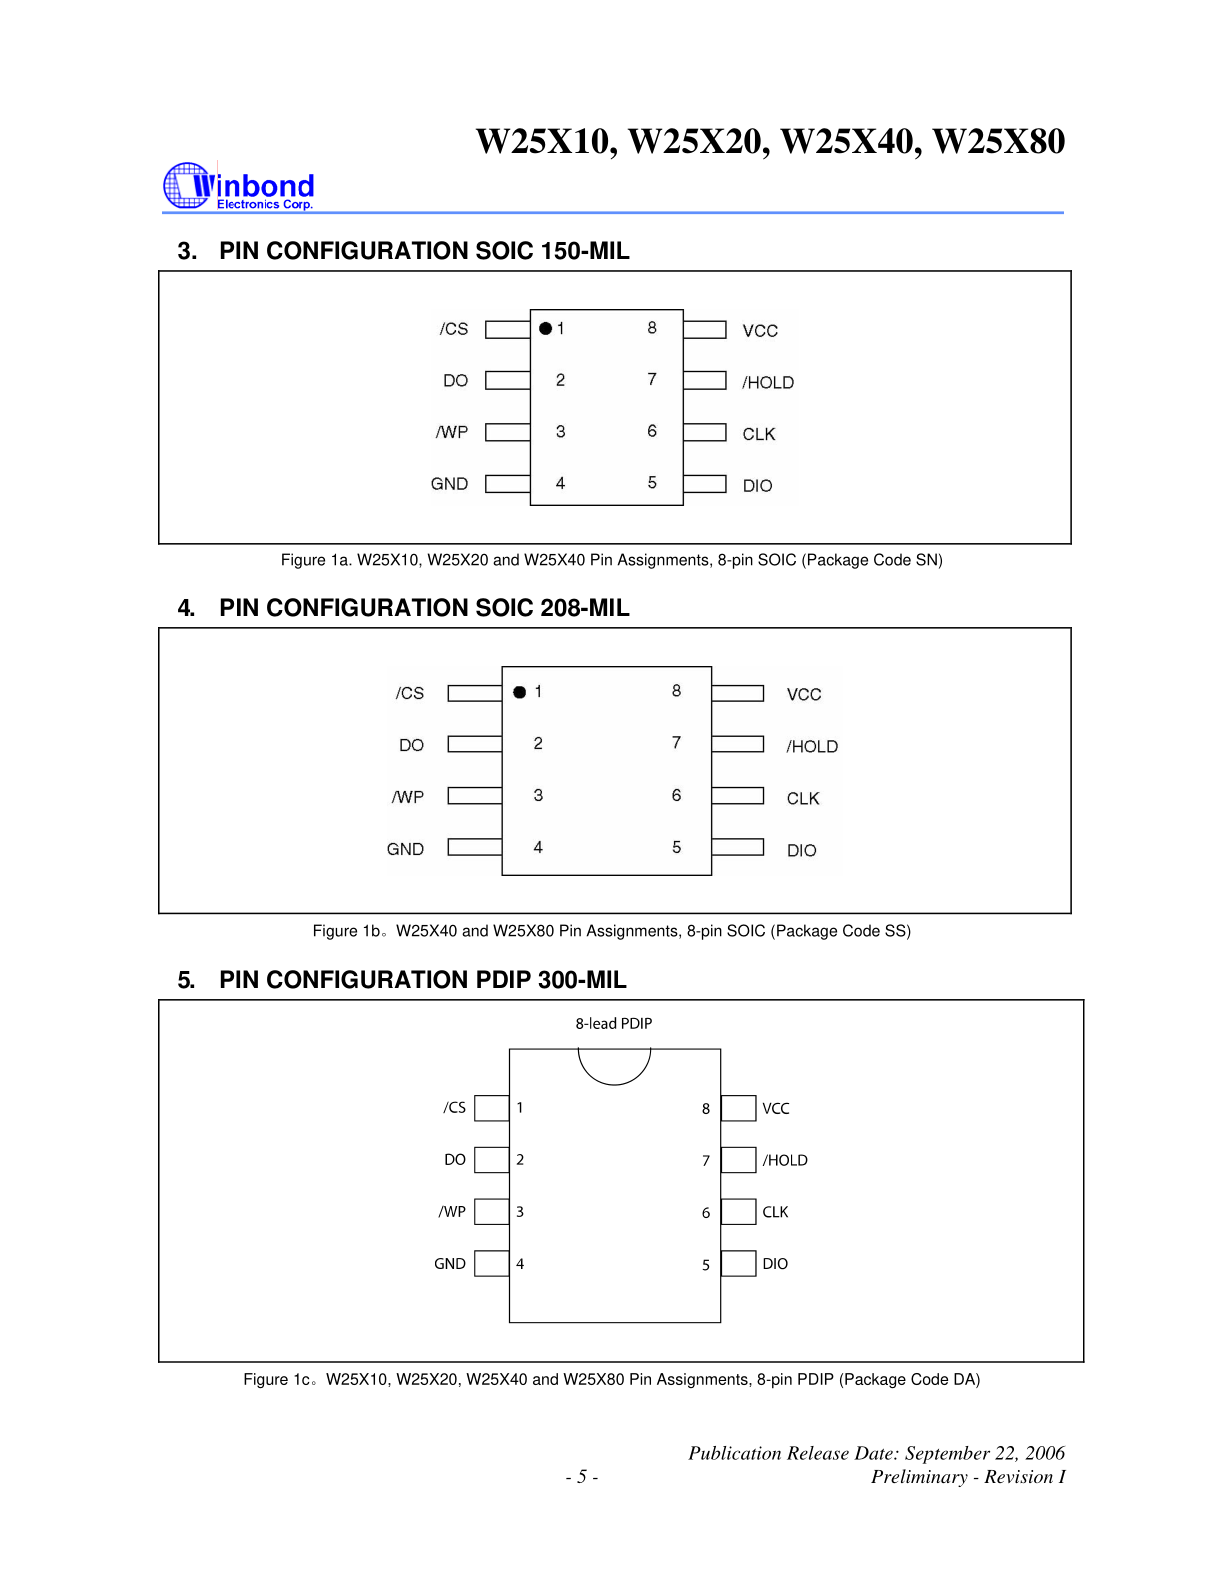 W25X10, W25X20, W25X40, W25X80
Winbond
Electronics Corp.
3. PIN CONFIGURATION SOIC 150-MIL
/CS 1 8 VCC
DO 2 7 /HOLD
/WP 3 6 CLK
GND 4 5 DIO
Figure 1a. W25X10, W25X20 and W25X40 Pin Assignments, 8-pin SOIC (Package Code SN)
4. PIN CONFIGURATION SOIC 208-MIL
/CS 1 8 VCC
DO 2 7 /HOLD
/WP 3 6 CLK
GND 4 5 DIO
Figure 1b。W25X40 and W25X80 Pin Assignments, 8-pin SOIC (Package Code SS)
5. PIN CONFIGURATION PDIP 300-MIL
8-lead PDIP
/CS 1 8 VCC
DO 2 7 /HOLD
/WP 3 6 CLK
GND 4 5 DIO
Figure 1c。W25X10, W25X20, W25X40 and W25X80 Pin Assignments, 8-pin PDIP (Package Code DA)
Publication Release Date: September 22, 2006
- 5 - Preliminary - Revision I